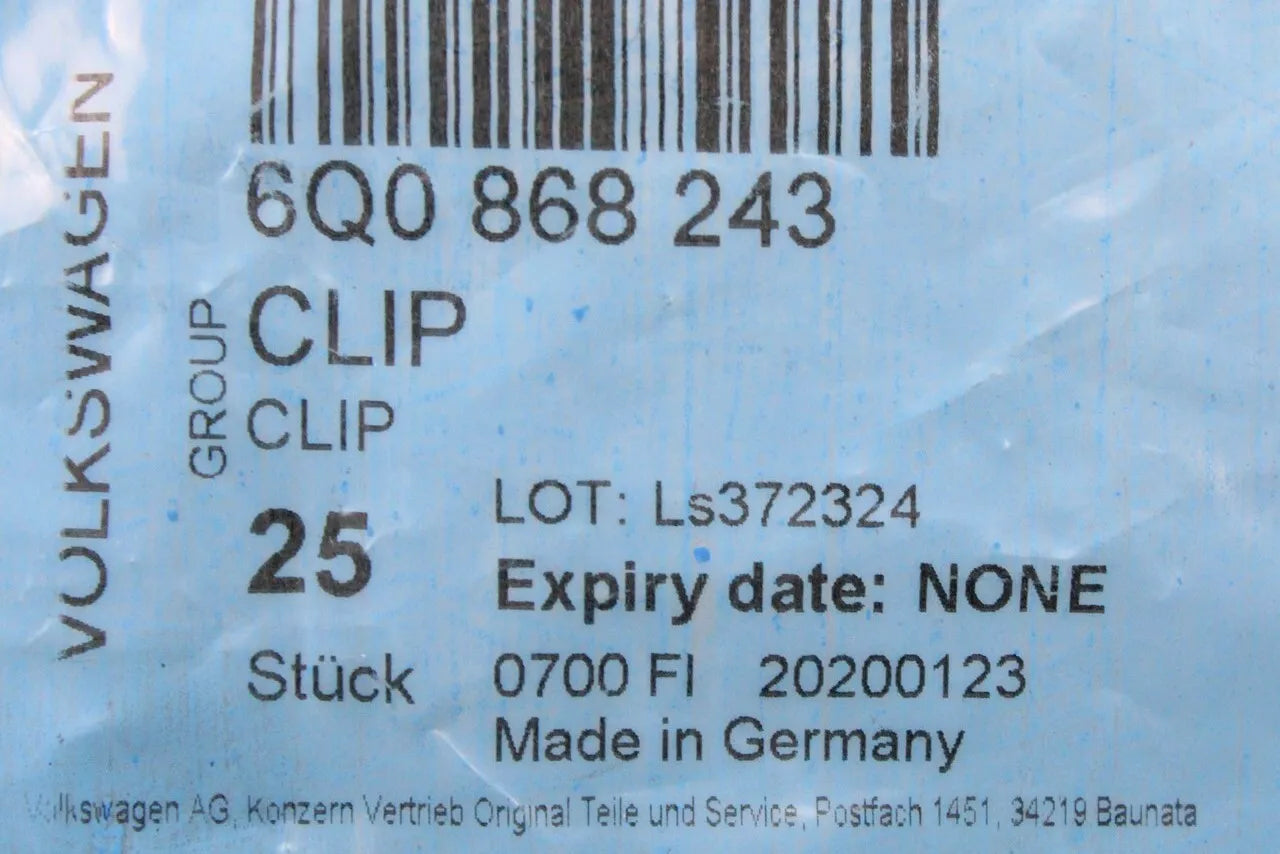 VOLKSWAGEN
GROUP
6Q0 868 243
CLIP
CLIP
25
Stück
LOT: Ls372324
Expiry date: NONE
0700 FI 20200123
Made in Germany
Volkswagen AG, Konzern Vertrieb Original Teile und Service, Postfach 1451, 34219 Baunata